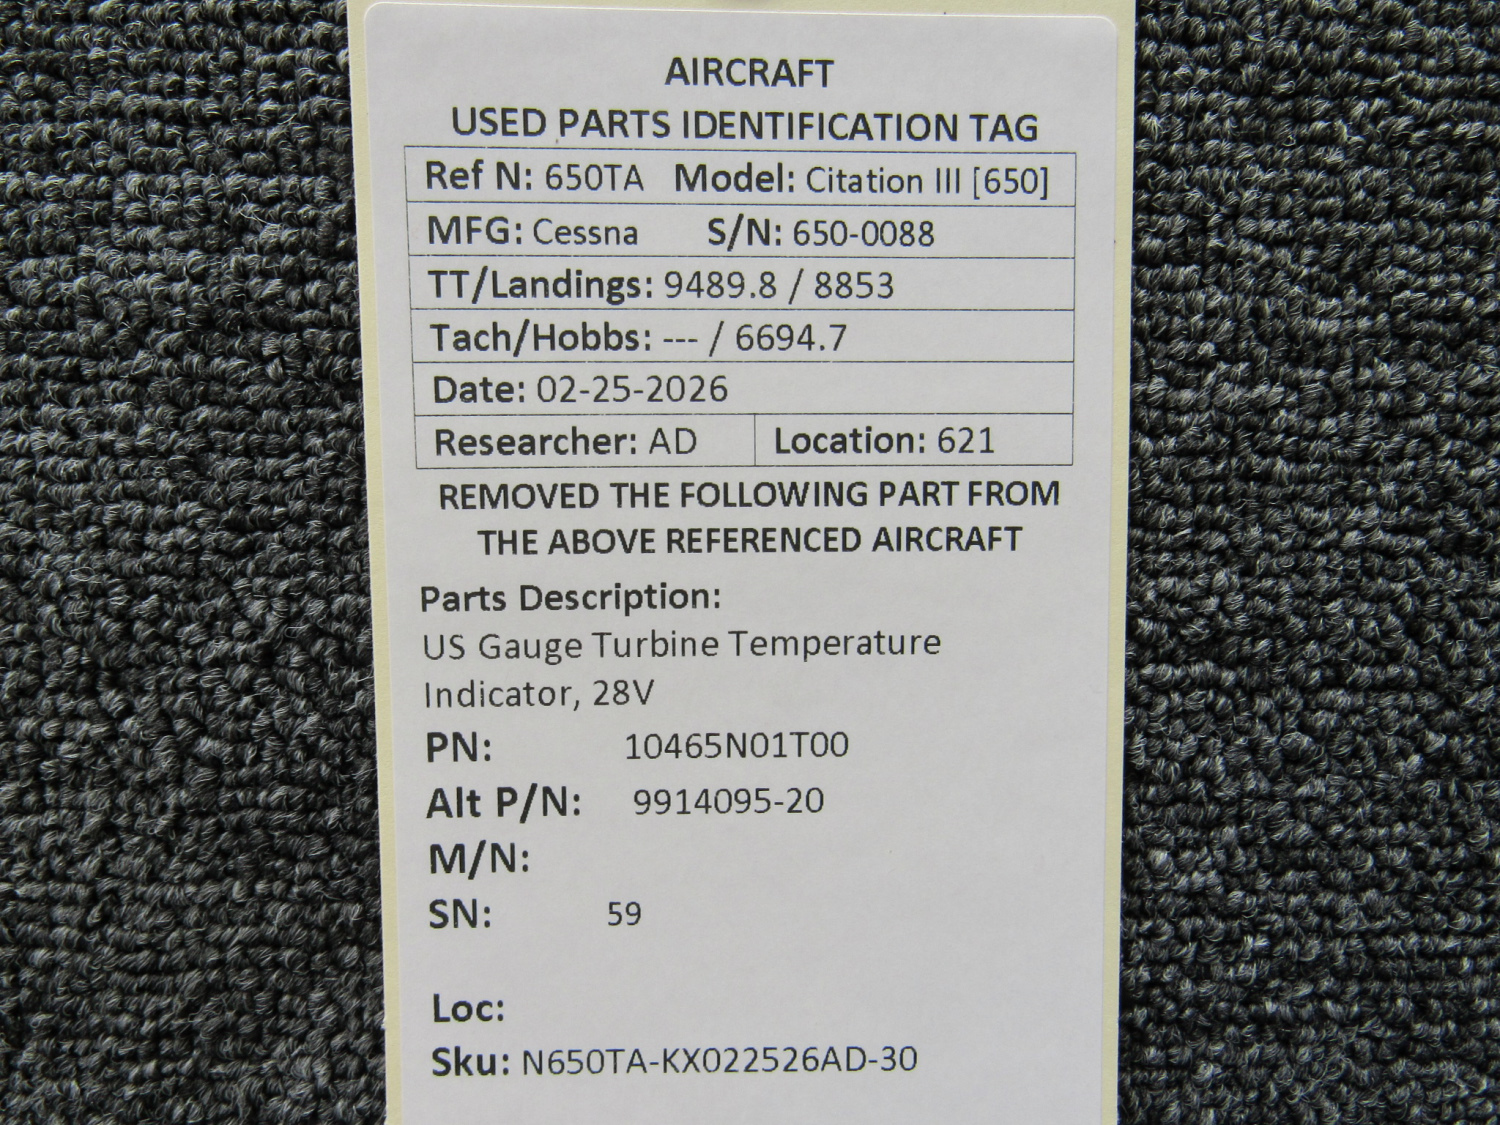 AIRCRAFT
USED PARTS IDENTIFICATION TAG
Ref N: 650TA Model: Citation III [650]
MFG: Cessna S/N: 650-0088
TT/Landings: 9489.8 / 8853
Tach/Hobbs: --- / 6694.7
Date: 02-25-2026
Researcher: AD Location: 621
REMOVED THE FOLLOWING PART FROM
THE ABOVE REFERENCED AIRCRAFT
Parts Description:
US Gauge Turbine Temperature
Indicator, 28V
PN: 10465N01T00
Alt P/N: 9914095-20
M/N:
SN: 59
Loc:
Sku: N650TA-KX022526AD-30